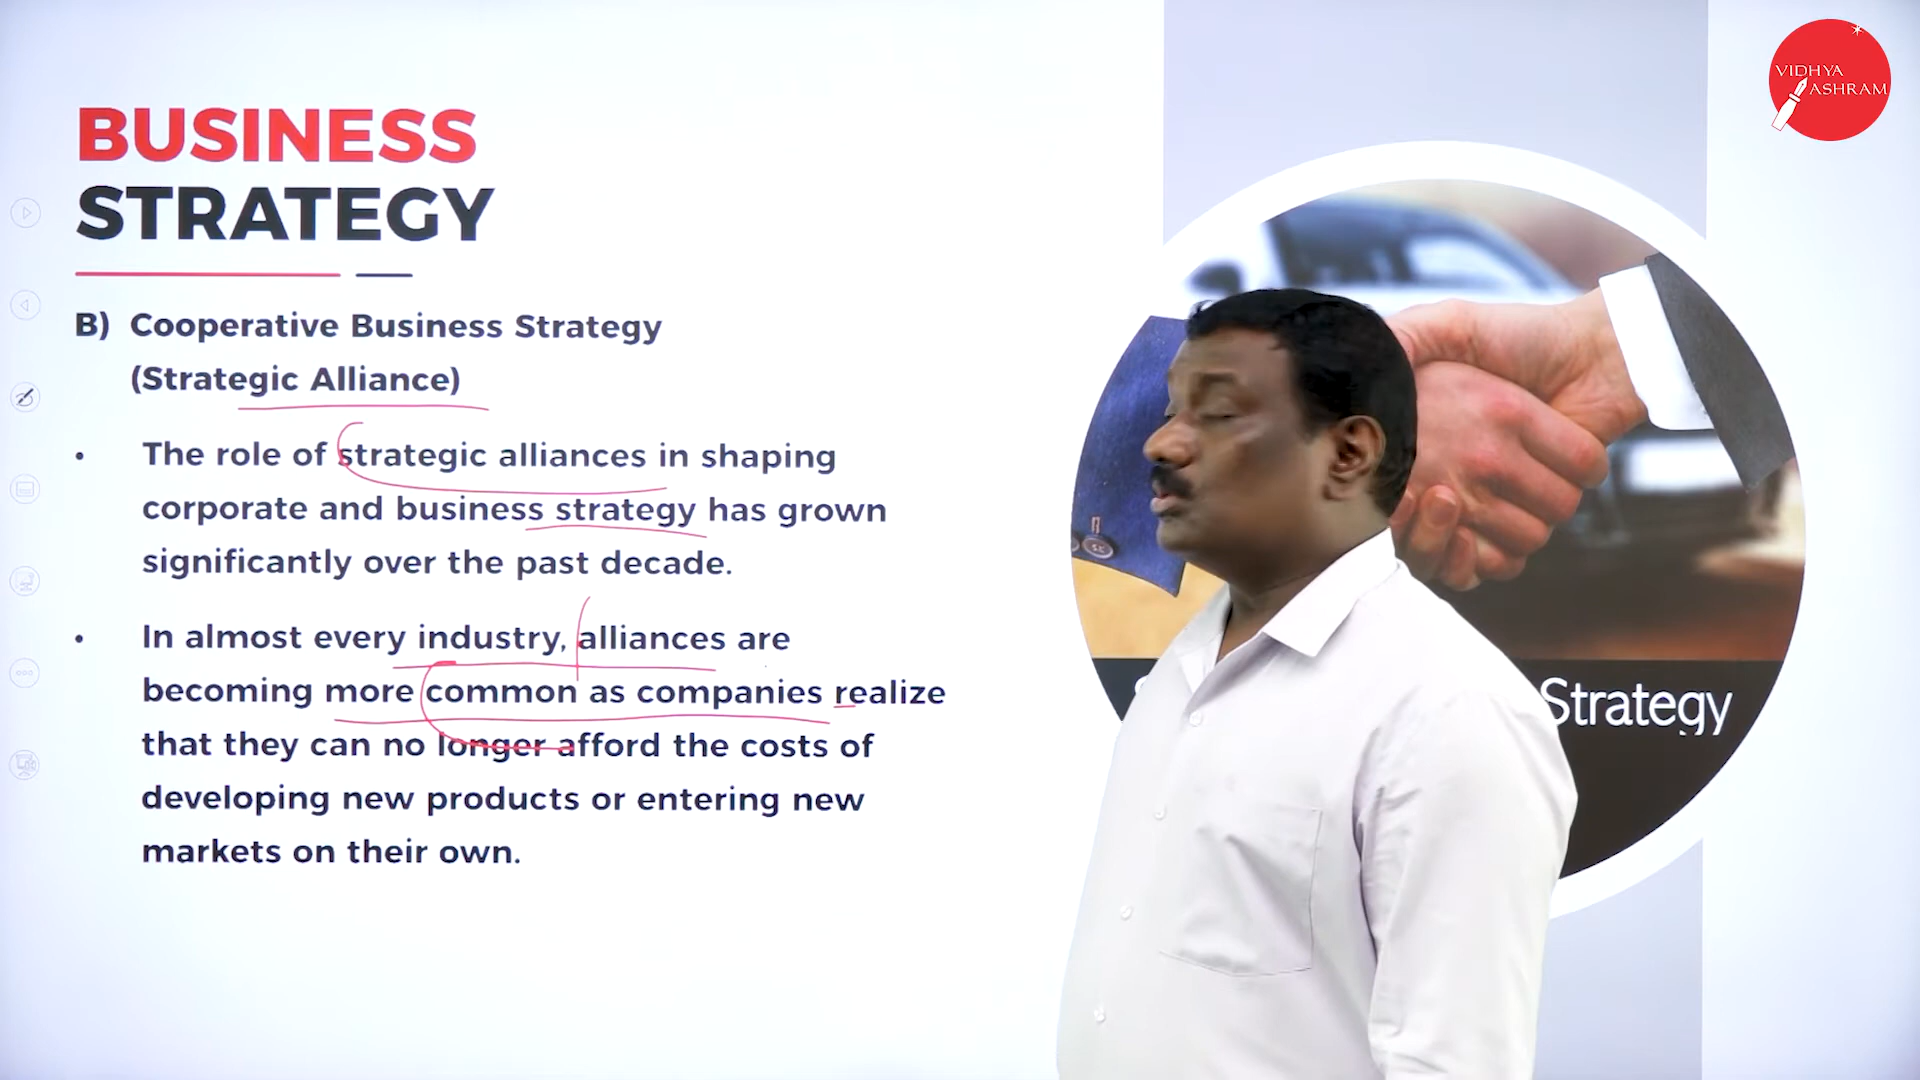 VIDHYA
ASHRAM
BUSINESS
STRATEGY
B) Cooperative Business Strategy
(Strategic Alliance)
• The role of strategic alliances in shaping
corporate and business strategy has grown
significantly over the past decade.
• In almost every industry, alliances are
becoming more common as companies realize
that they can no longer afford the costs of
developing new products or entering new
markets on their own.
Strategy